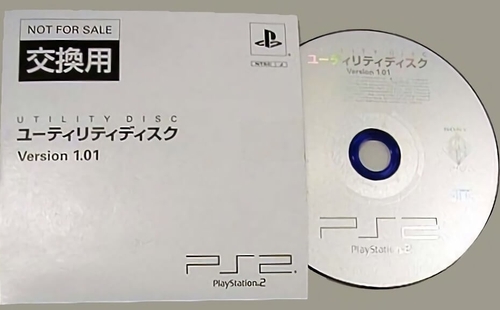 NOT FOR SALE
交換用
NTSC J
UTILITY DISC
ユーティリティディスク
Version 1.01
PS2
PlayStation.2
UTILITY DISC
ユーティリティディスク
Version 1.01
PS2
PlayStation.2